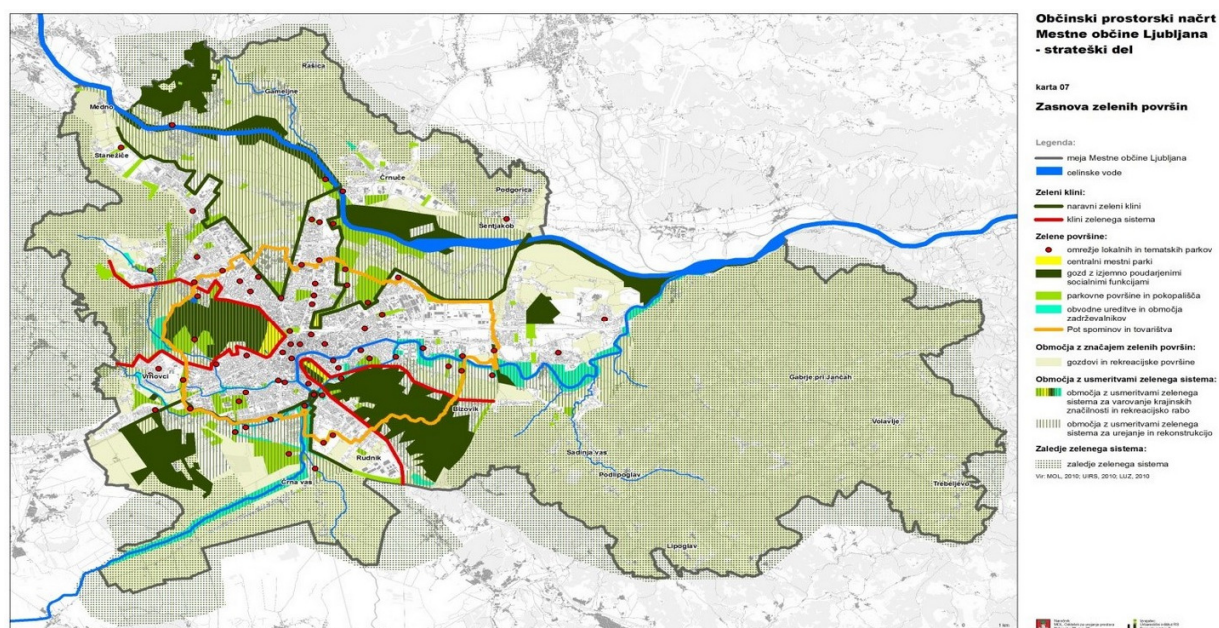 Občinski prostorski načrt
Mestne občine Ljubljana
- strateški del
karta 07
Zasnova zelenih površin
Legenda:
meja Mestne občine Ljubljana
celinske vode
Zeleni klini:
naravni zeleni klini
klini zelenega sistema
Zelene površine:
omrežje lokalnih in tematskih parkov
centralni mestni parki
gozd z izjemno poudarjenimi
socialnimi funkcijami
parkovne površine in pokopališča
obvodne ureditve in območja
zadrževalnikov
Pot spominov in tovarištva
Območja z značajem zelenih površin:
gozdovi in rekreacijske površine
Območja z usmeritvami zelenega sistema:
območja z usmeritvami zelenega
sistema za varovanje krajinskih
značilnosti in rekreacijsko rabo
območja z usmeritvami zelenega
sistema za urejanje in rekonstrukcijo
Zaledje zelenega sistema:
zaledje zelenega sistema
Vir: MOL, 2010; UIRS, 2010; LUZ, 2010
Rašica
Gameljne
Medno
Stanežiče
Črnuče
Podgorica
Šentjakob
Vrhovci
Bizovik
Rudnik
Črna vas
Gabrje pri Jančah
Volavlje
Sadinja vas
Podlipoglav
Trebeljevo
Lipoglav
1 km